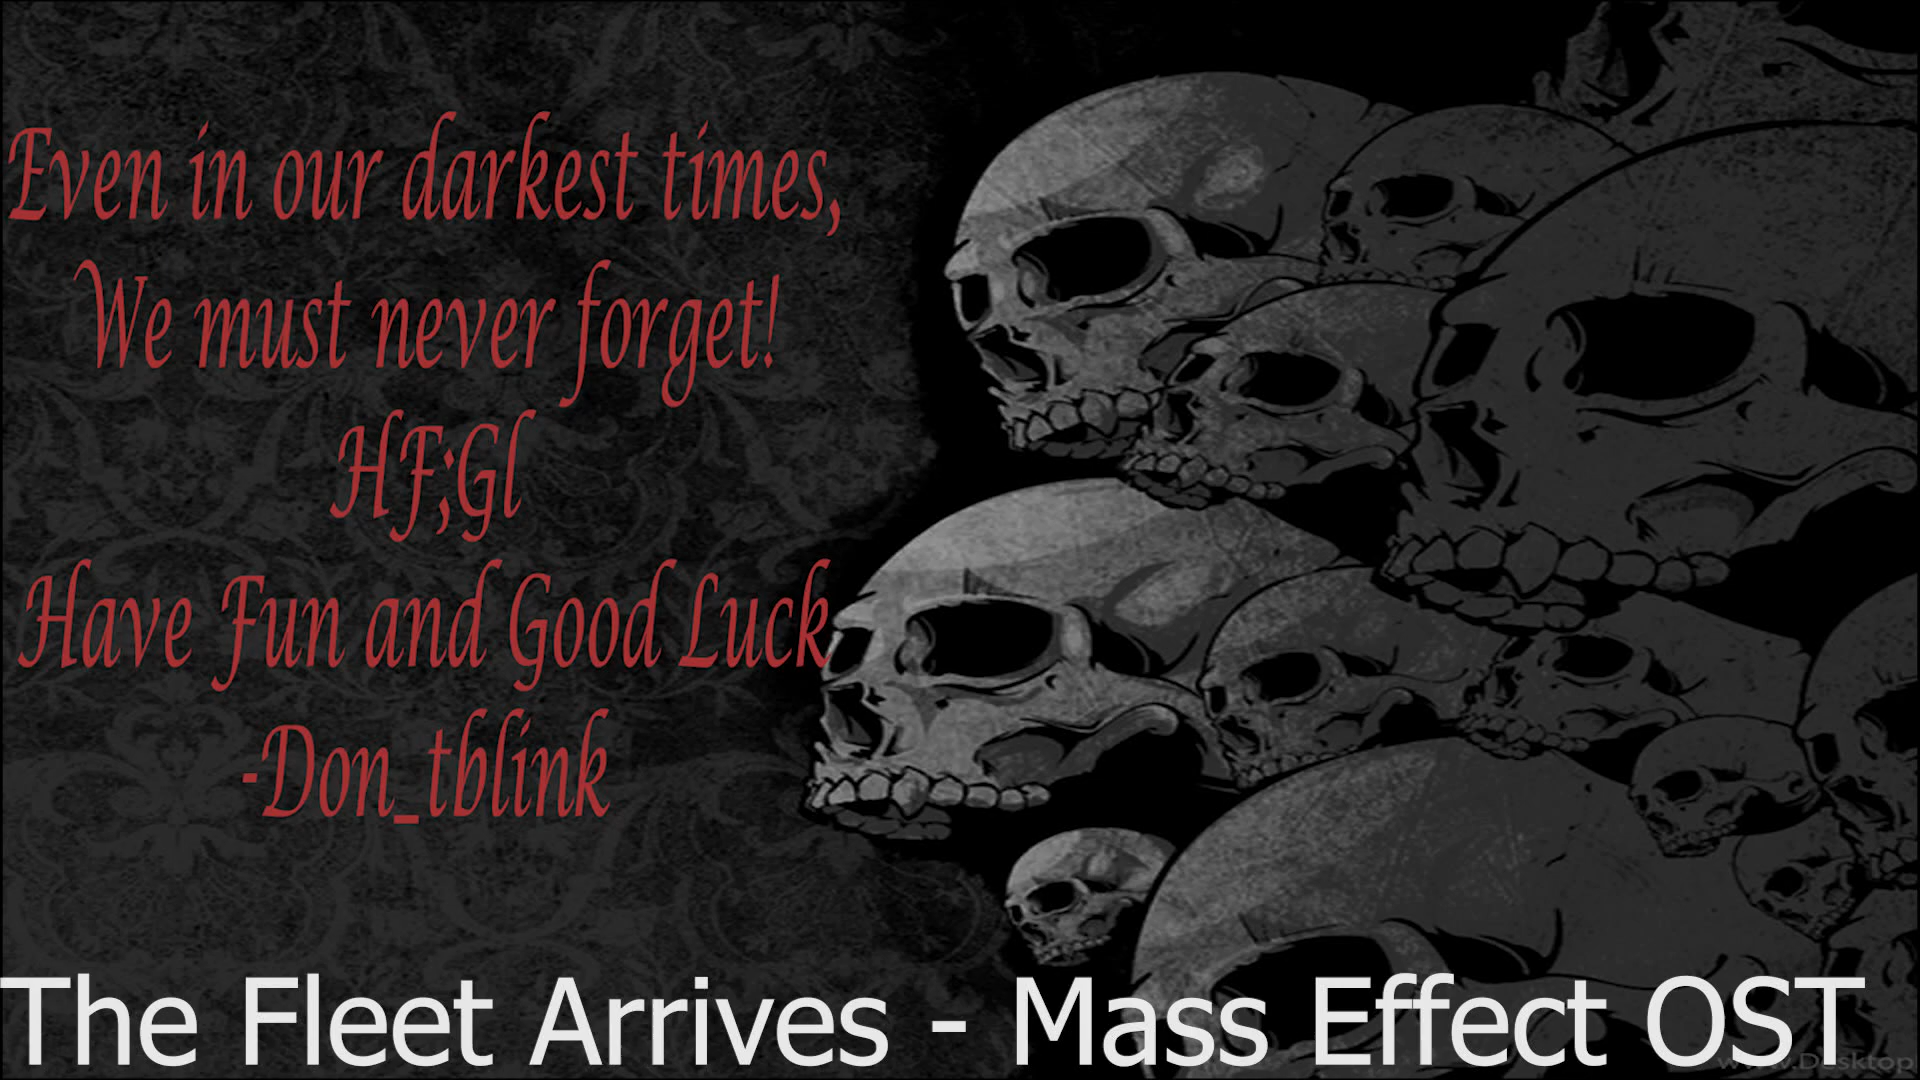 Even in our darkest times,
We must never forget!
HF;Gl
Have Fun and Good Luck
-Don_tblink
The Fleet Arrives - Mass Effect OST